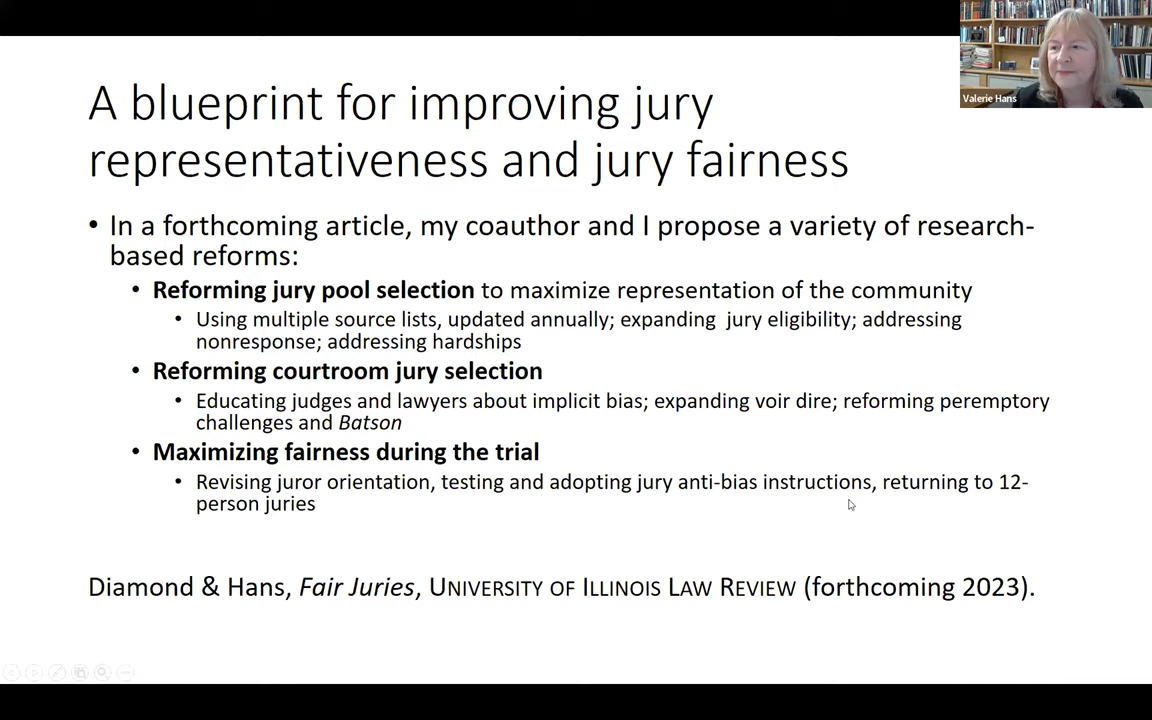 Valerie Hans
A blueprint for improving jury
representativeness and jury fairness
• In a forthcoming article, my coauthor and I propose a variety of research-
based reforms:
• Reforming jury pool selection to maximize representation of the community
• Using multiple source lists, updated annually; expanding jury eligibility; addressing
nonresponse; addressing hardships
• Reforming courtroom jury selection
• Educating judges and lawyers about implicit bias; expanding voir dire; reforming peremptory
challenges and Batson
• Maximizing fairness during the trial
• Revising juror orientation, testing and adopting jury anti-bias instructions, returning to 12-
person juries
Diamond & Hans, Fair Juries, UNIVERSITY OF ILLINOIS LAW REVIEW (forthcoming 2023).